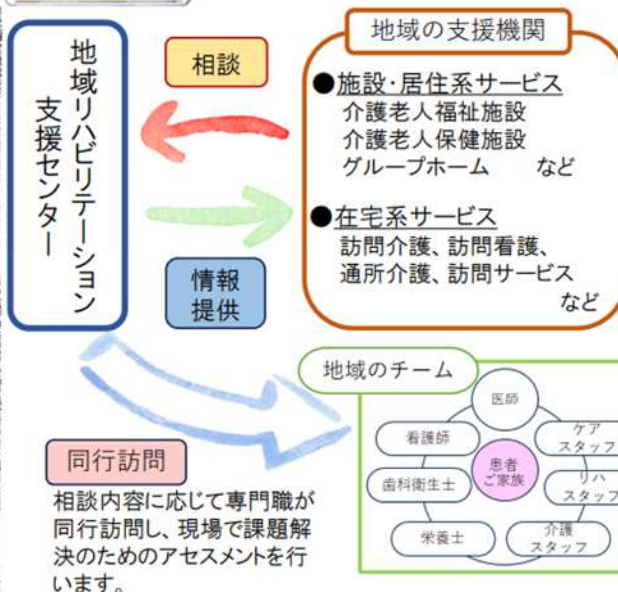 地域リハビリテーション
支援センター
相談
情報
提供
地域の支援機関
●施設・居住系サービス
介護老人福祉施設
介護老人保健施設
グループホーム など
●在宅系サービス
訪問介護、訪問看護、
通所介護、訪問サービス
など
同行訪問
相談内容に応じて専門職が
同行訪問し、現場で課題解
決のためのアセスメントを行
います。
地域のチーム
医師
看護師
ケア
スタッフ
患者
ご家族
歯科衛生士
リハ
スタッフ
栄養士
介護
スタッフ